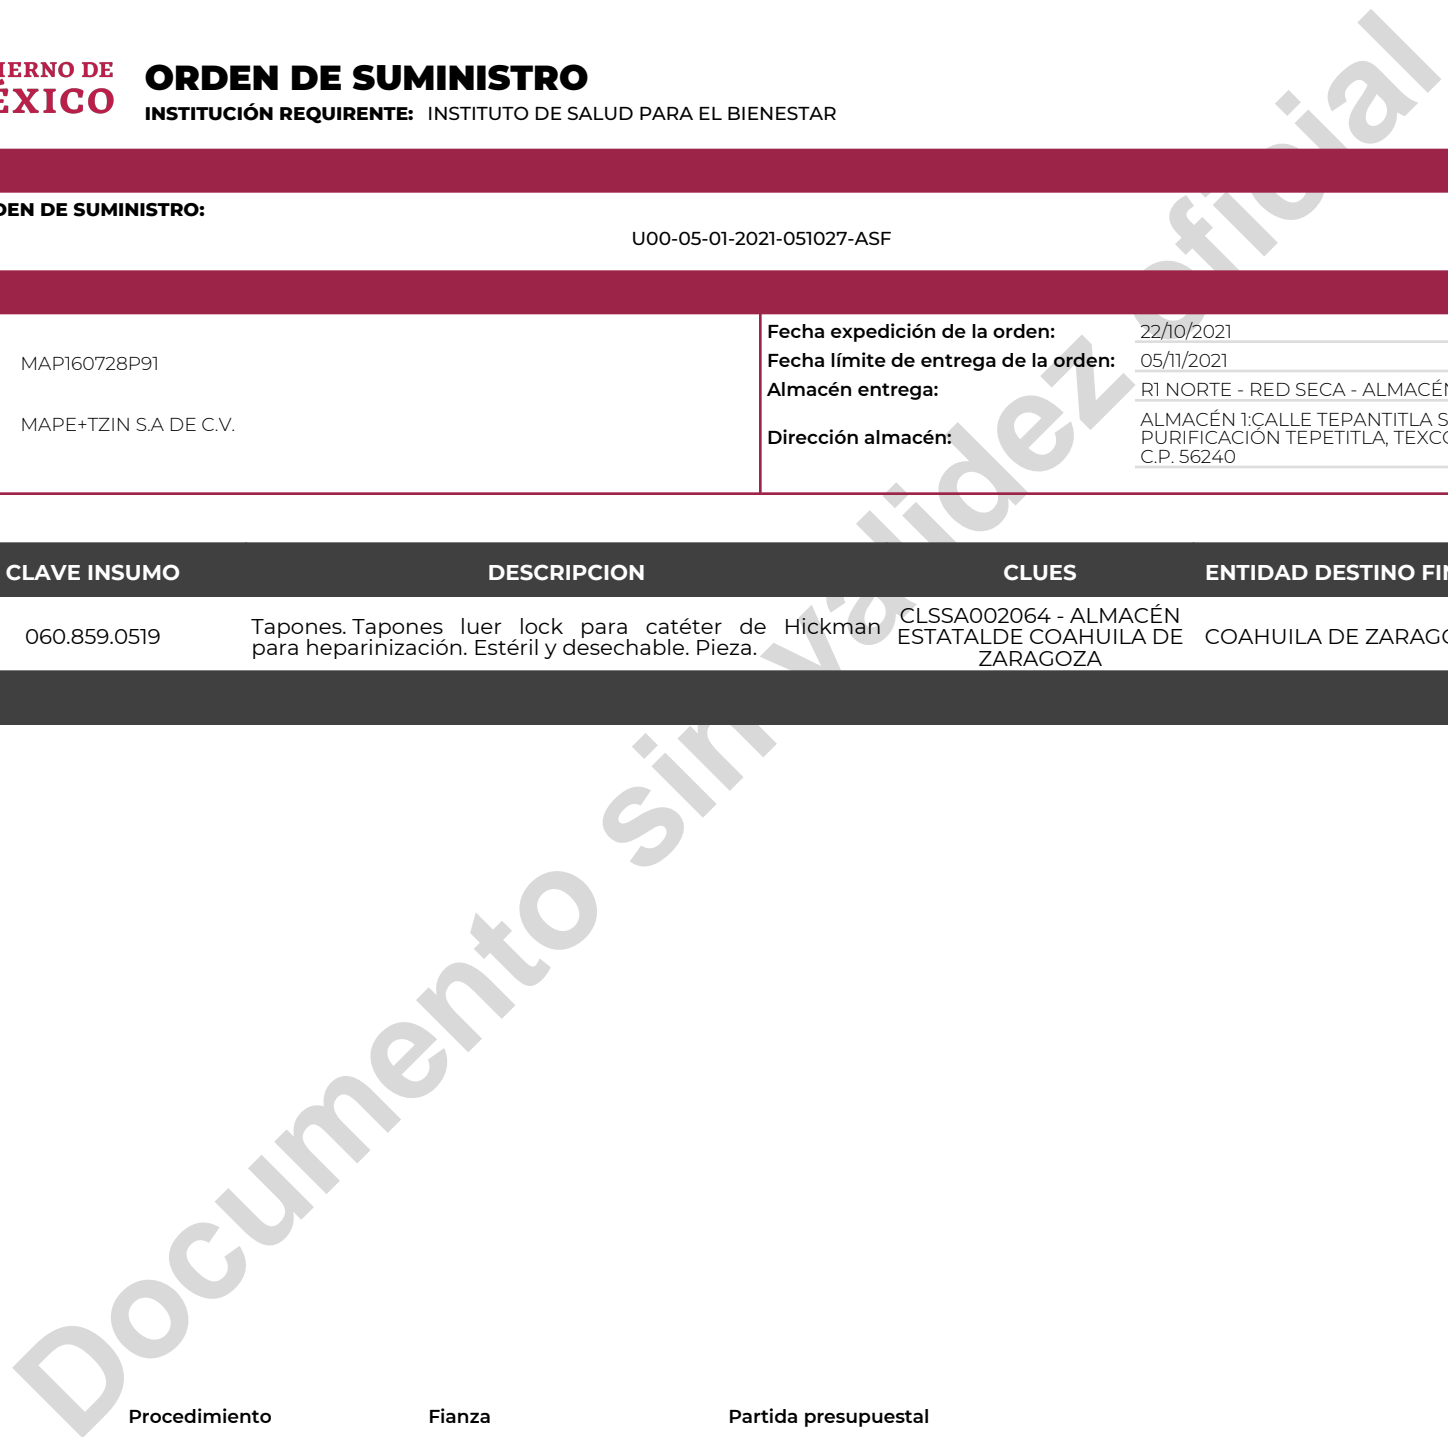 IERNO DE
ÉXICO
ORDEN DE SUMINISTRO
INSTITUCIÓN REQUIRENTE: INSTITUTO DE SALUD PARA EL BIENESTAR
DEN DE SUMINISTRO:
U00-05-01-2021-051027-ASF
MAP160728P91
MAPE+TZIN S.A DE C.V.
Fecha expedición de la orden: 22/10/2021
Fecha límite de entrega de la orden: 05/11/2021
Almacén entrega: R1 NORTE - RED SECA - ALMACÉN
Dirección almacén: ALMACÉN 1:CALLE TEPANTITLA S
PURIFICACIÓN TEPETITLA, TEXCO
C.P. 56240
CLAVE INSUMO DESCRIPCION CLUES ENTIDAD DESTINO FIN
060.859.0519
Tapones. Tapones luer lock para catéter de Hickman
para heparinización. Estéril y desechable. Pieza.
CLSSA002064 - ALMACÉN
ESTATALDE COAHUILA DE
ZARAGOZA
COAHUILA DE ZARAGO
Documento sin validez oficial
Procedimiento Fianza Partida presupuestal